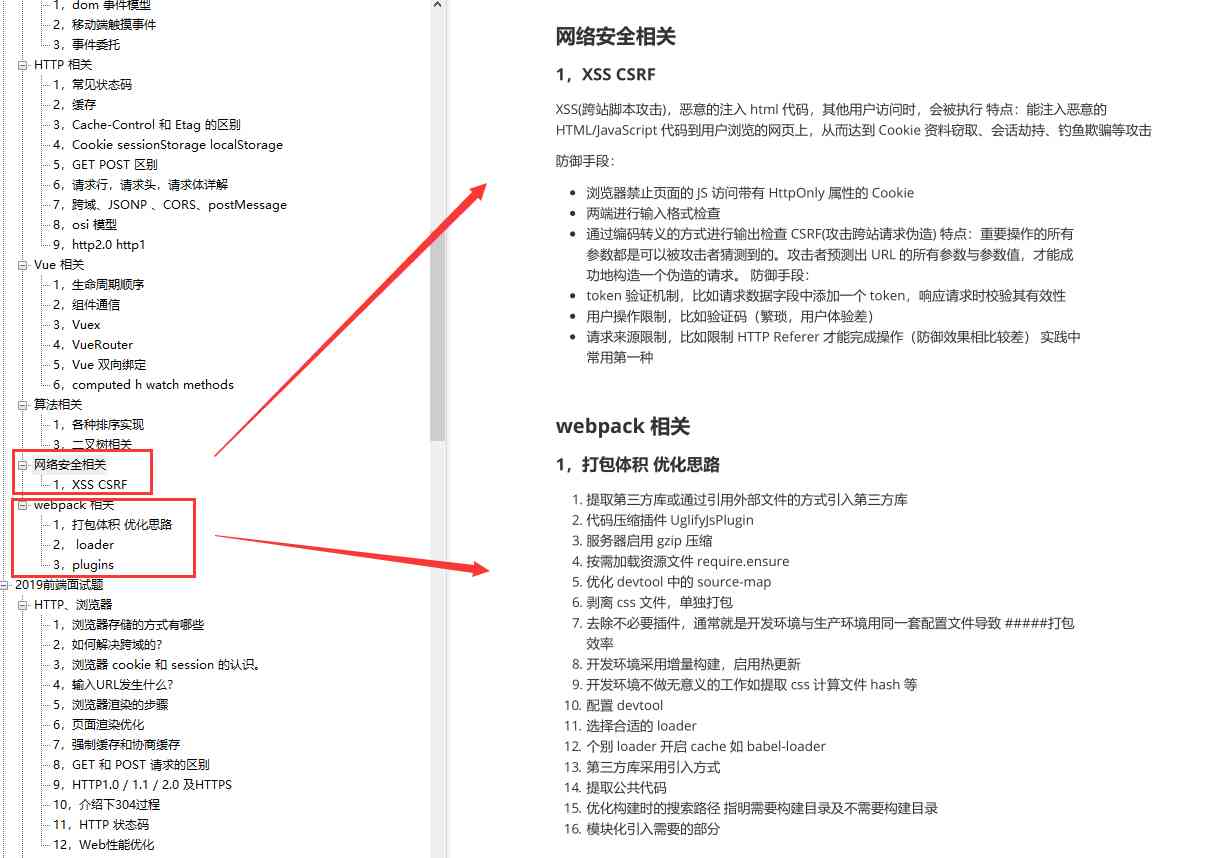 1，dom 事件模型
2，移动端触摸事件
3，事件委托
HTTP 相关
1，常见状态码
2，缓存
3，Cache-Control 和 Etag 的区别
4，Cookie sessionStorage localStorage
5，GET POST 区别
6，请求行，请求头，请求体详解
7，跨域、JSONP 、CORS、postMessage
8，osi 模型
9，http2.0 http1
Vue 相关
1，生命周期顺序
2，组件通信
3，Vuex
4，VueRouter
5，Vue 双向绑定
6，computed h watch methods
算法相关
1，各种排序实现
3，二叉树相关
网络安全相关
1，XSS CSRF
webpack 相关
1，打包体积 优化思路
2， loader
3，plugins
2019前端面试题
HTTP、浏览器
1，浏览器存储的方式有哪些
2，如何解决跨域的?
3，浏览器 cookie 和 session 的认识。
4，输入URL发生什么?
5，浏览器渲染的步骤
6，页面渲染优化
7，强制缓存和协商缓存
8，GET 和 POST 请求的区别
9，HTTP1.0 / 1.1 / 2.0 及HTTPS
10，介绍下304过程
11，HTTP 状态码
12，Web性能优化
网络安全相关
1，XSS CSRF
XSS(跨站脚本攻击)，恶意的注入 html 代码，其他用户访问时，会被执行 特点：能注入恶意的
HTML/JavaScript 代码到用户浏览的网页上，从而达到 Cookie 资料窃取、会话劫持、钓鱼欺骗等攻击
防御手段：
• 浏览器禁止页面的 JS 访问带有 HttpOnly 属性的 Cookie
• 两端进行输入格式检查
• 通过编码转义的方式进行输出检查 CSRF(攻击跨站请求伪造) 特点：重要操作的所有
参数都是可以被攻击者猜测到的。攻击者预测出 URL 的所有参数与参数值，才能成
功地构造一个伪造的请求。 防御手段：
• token 验证机制，比如请求数据字段中添加一个 token，响应请求时校验其有效性
• 用户操作限制，比如验证码（繁琐，用户体验差）
• 请求来源限制，比如限制 HTTP Referer 才能完成操作（防御效果相比较差） 实践中
常用第一种
webpack 相关
1，打包体积 优化思路
1. 提取第三方库或通过引用外部文件的方式引入第三方库
2. 代码压缩插件 UglifyJsPlugin
3. 服务器启用 gzip 压缩
4. 按需加载资源文件 require.ensure
5. 优化 devtool 中的 source-map
6. 剥离 css 文件，单独打包
7. 去除不必要插件，通常就是开发环境与生产环境用同一套配置文件导致 #####打包
效率
8. 开发环境采用增量构建，启用热更新
9. 开发环境不做无意义的工作如提取 css 计算文件 hash 等
10. 配置 devtool
11. 选择合适的 loader
12. 个别 loader 开启 cache 如 babel-loader
13. 第三方库采用引入方式
14. 提取公共代码
15. 优化构建时的搜索路径 指明需要构建目录及不需要构建目录
16. 模块化引入需要的部分